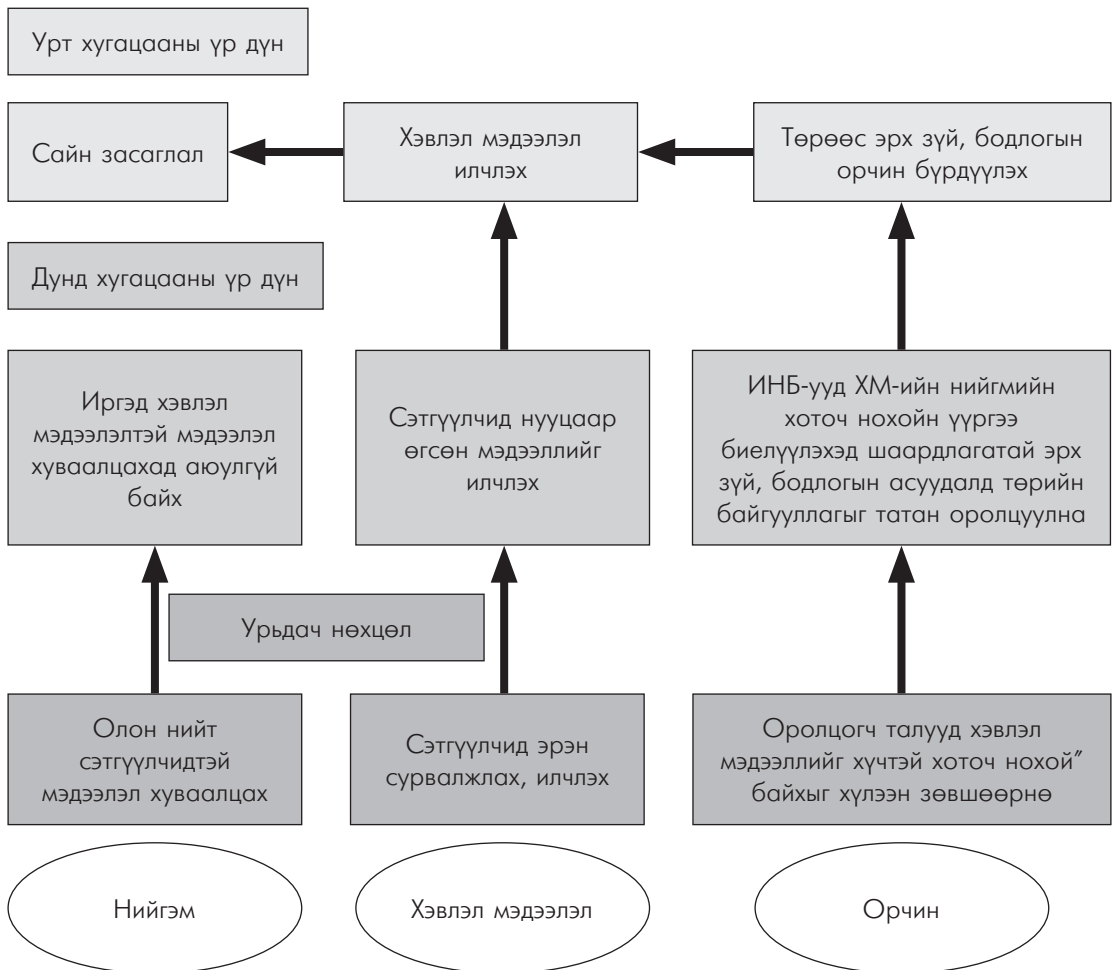 Урт хугацааны үр дүн
Сайн засаглал
Хэвлэл мэдээлэл
илчлэх
Төрөөс эрх зүй, бодлогын
орчин бүрдүүлэх
Дунд хугацааны үр дүн
Иргэд хэвлэл
мэдээлэлтэй мэдээлэл
хуваалцахад аюулгүй
байх
Сэтгүүлчид нууцаар
өгсөн мэдээллийг
илчлэх
ИНБ-ууд ХМ-ийн нийгмийн
хоточ нохойн үүргээ
биелүүлэхэд шаардлагатай эрх
зүй, бодлогын асуудалд төрийн
байгууллагыг татан оролцуулна
Урьдач нөхцөл
Олон нийт
сэтгүүлчидтэй
мэдээлэл хуваалцах
Сэтгүүлчид эрэн
сурвалжлах, илчлэх
Оролцогч талууд хэвлэл
мэдээллийг хүчтэй хоточ нохой”
байхыг хүлээн зөвшөөрнө
Нийгэм
Хэвлэл мэдээлэл
Орчин